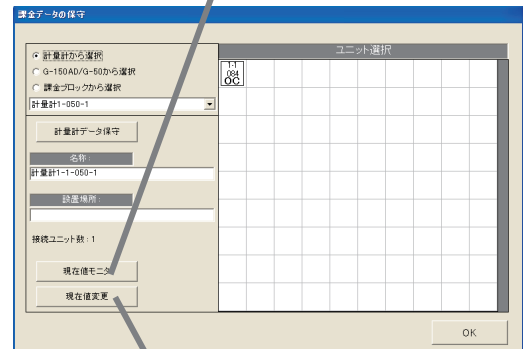 課金データの保守
計量計から選択
G-150AD/G-50から選択
課金ブロックから選択
計量計1-050-1
計量計データ保守
名称:
計量計1-1-050-1
設置場所:
接続ユニット数:1
現在値モニタ
現在値変更
ユニット選択
1-1
084
OC
OK